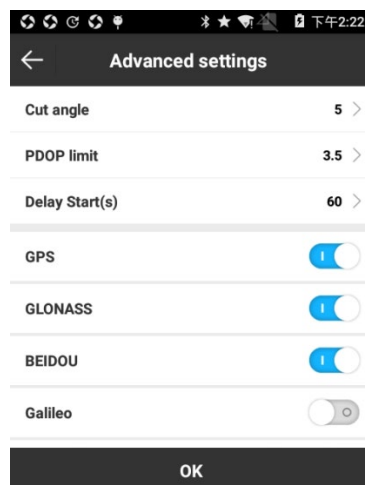 下午2:22
Advanced settings
Cut angle 5
PDOP limit 3.5
Delay Start(s) 60
GPS
GLONASS
BEIDOU
Galileo
OK